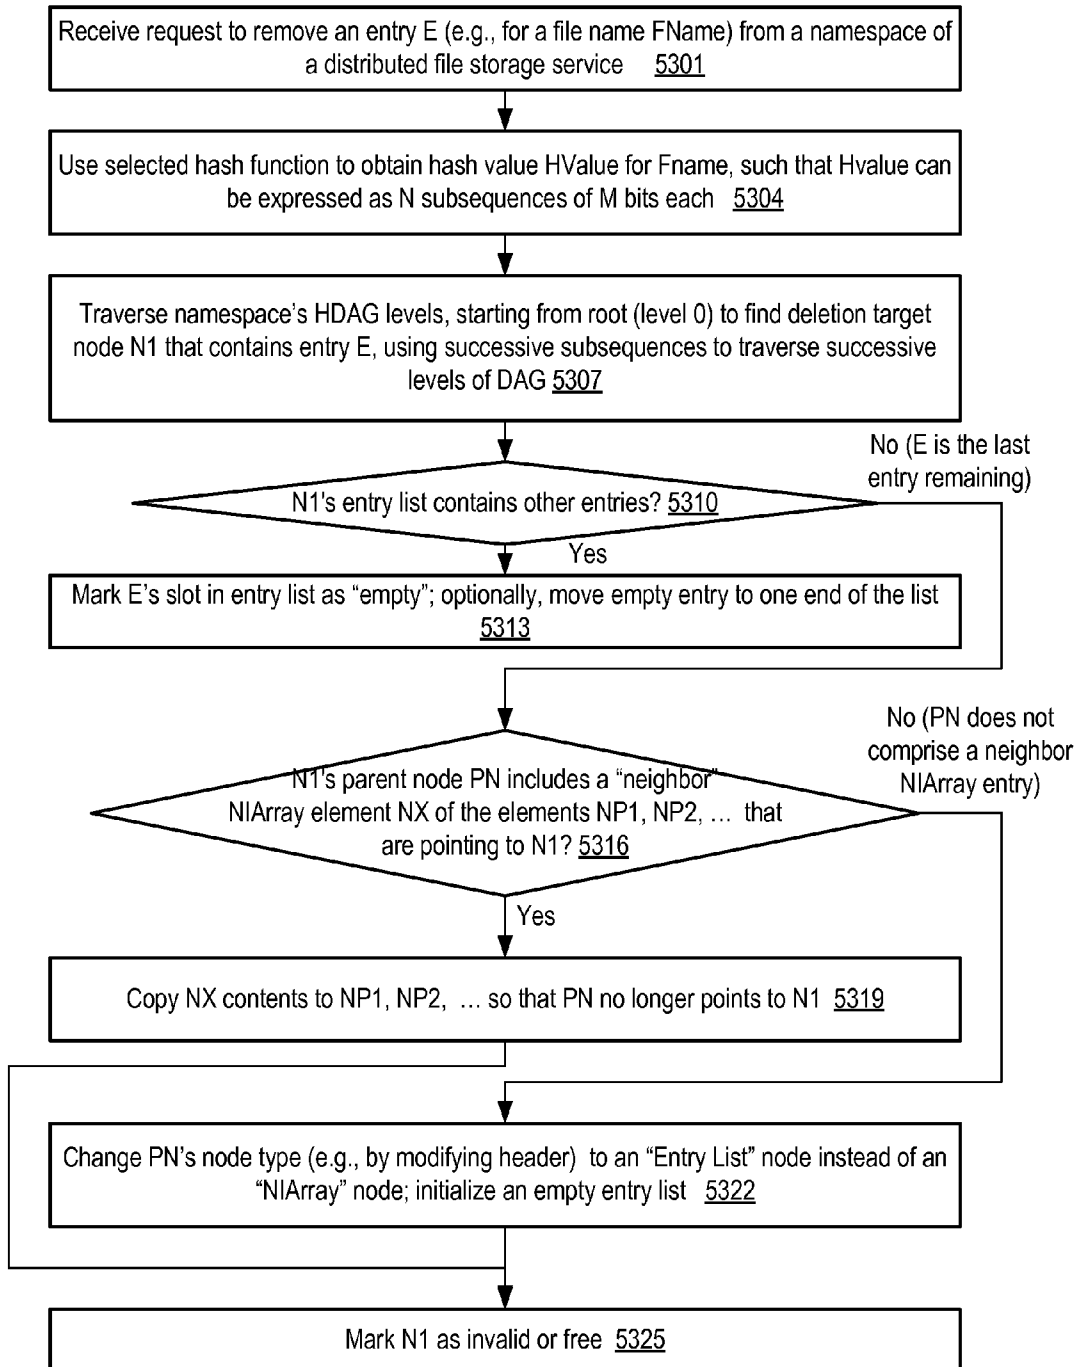 Receive request to remove an entry E (e.g., for a file name FName) from a namespace of
a distributed file storage service 5301
Use selected hash function to obtain hash value HValue for Fname, such that Hvalue can
be expressed as N subsequences of M bits each 5304
Traverse namespace's HDAG levels, starting from root (level 0) to find deletion target
node N1 that contains entry E, using successive subsequences to traverse successive
levels of DAG 5307
No (E is the last
entry remaining)
N1's entry list contains other entries? 5310
Yes
Mark E's slot in entry list as “empty”; optionally, move empty entry to one end of the list
5313
No (PN does not
comprise a neighbor
NIArray entry)
N1's parent node PN includes a “neighbor”
NIArray element NX of the elements NP1, NP2, … that
are pointing to N1? 5316
Yes
Copy NX contents to NP1, NP2, … so that PN no longer points to N1 5319
Change PN's node type (e.g., by modifying header) to an “Entry List” node instead of an
“NIArray” node; initialize an empty entry list 5322
Mark N1 as invalid or free 5325